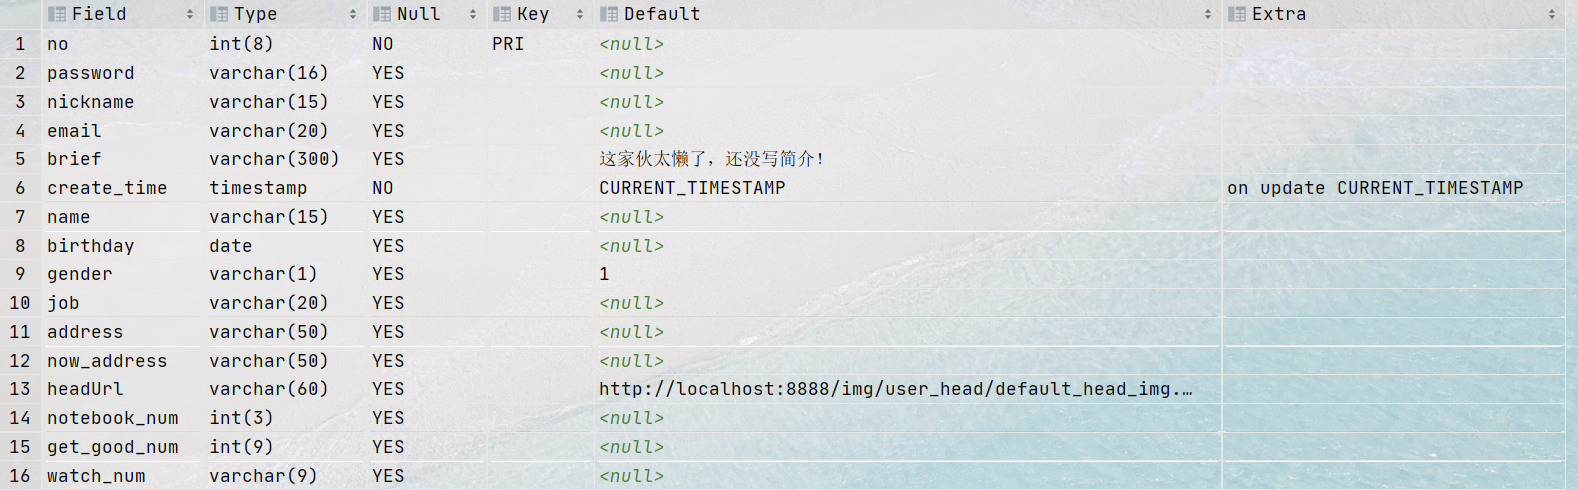 Field Type Null Key Default Extra
1 no int(8) NO PRI <null>
2 password varchar(16) YES <null>
3 nickname varchar(15) YES <null>
4 email varchar(20) YES <null>
5 brief varchar(300) YES 这家伙太懒了，还没写简介！
6 create_time timestamp NO CURRENT_TIMESTAMP on update CURRENT_TIMESTAMP
7 name varchar(15) YES <null>
8 birthday date YES <null>
9 gender varchar(1) YES 1
10 job varchar(20) YES <null>
11 address varchar(50) YES <null>
12 now_address varchar(50) YES <null>
13 headUrl varchar(60) YES http://localhost:8888/img/user_head/default_head_img.…
14 notebook_num int(3) YES <null>
15 get_good_num int(9) YES <null>
16 watch_num varchar(9) YES <null>